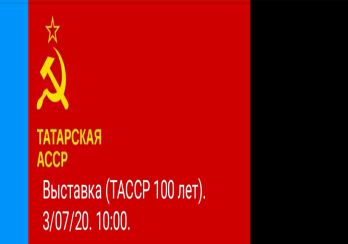 ТАТАРСКАЯ
АССР
Выставка (ТАССР 100 лет).
3/07/20. 10:00.